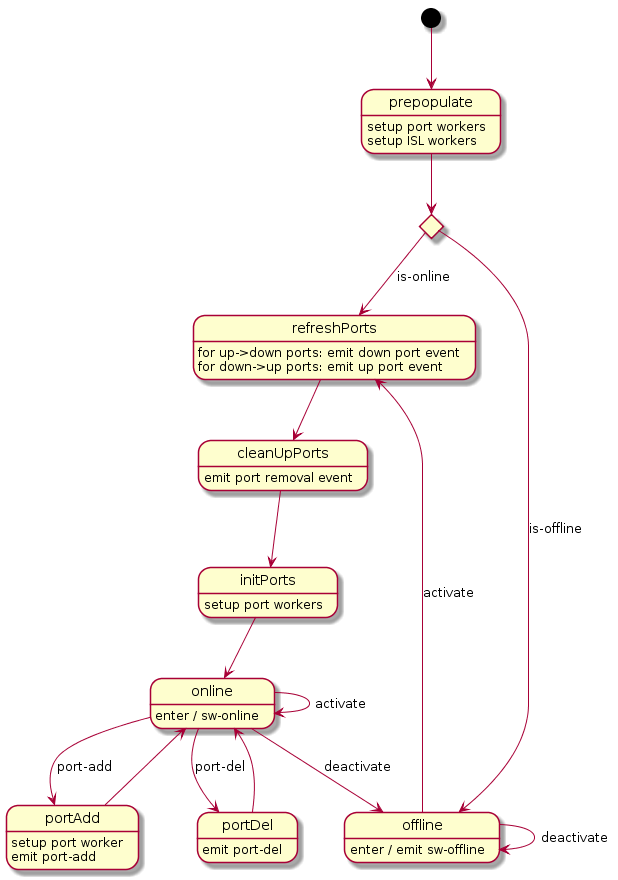 prepopulate
setup port workers
setup ISL workers
is-online
refreshPorts
for up->down ports: emit down port event
for down->up ports: emit up port event
cleanUpPorts
emit port removal event
is-offline
initPorts
setup port workers
activate
online
enter / sw-online
activate
port-add
port-del
deactivate
portAdd
setup port worker
emit port-add
portDel
emit port-del
offline
enter / emit sw-offline
deactivate